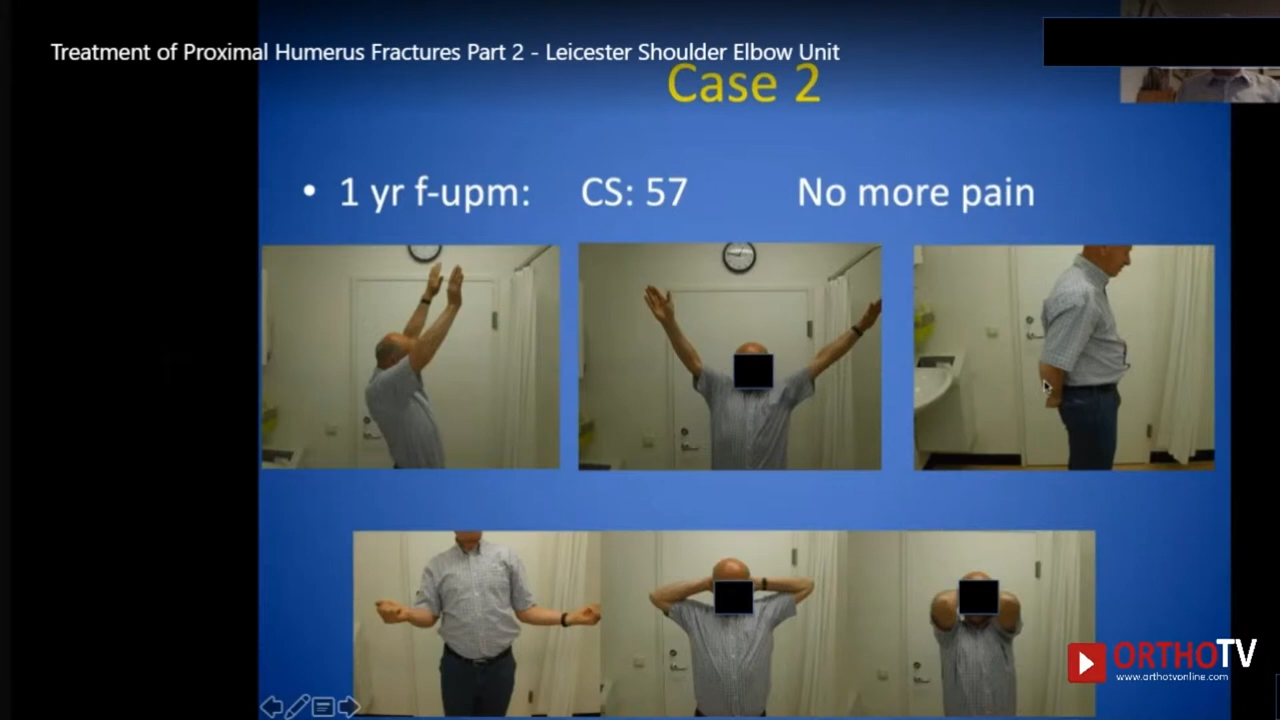 Treatment of Proximal Humerus Fractures Part 2 - Leicester Shoulder Elbow Unit
Case 2
• 1 yr f-upm: CS: 57 No more pain
ORTHOTV
www.orthotvonline.com